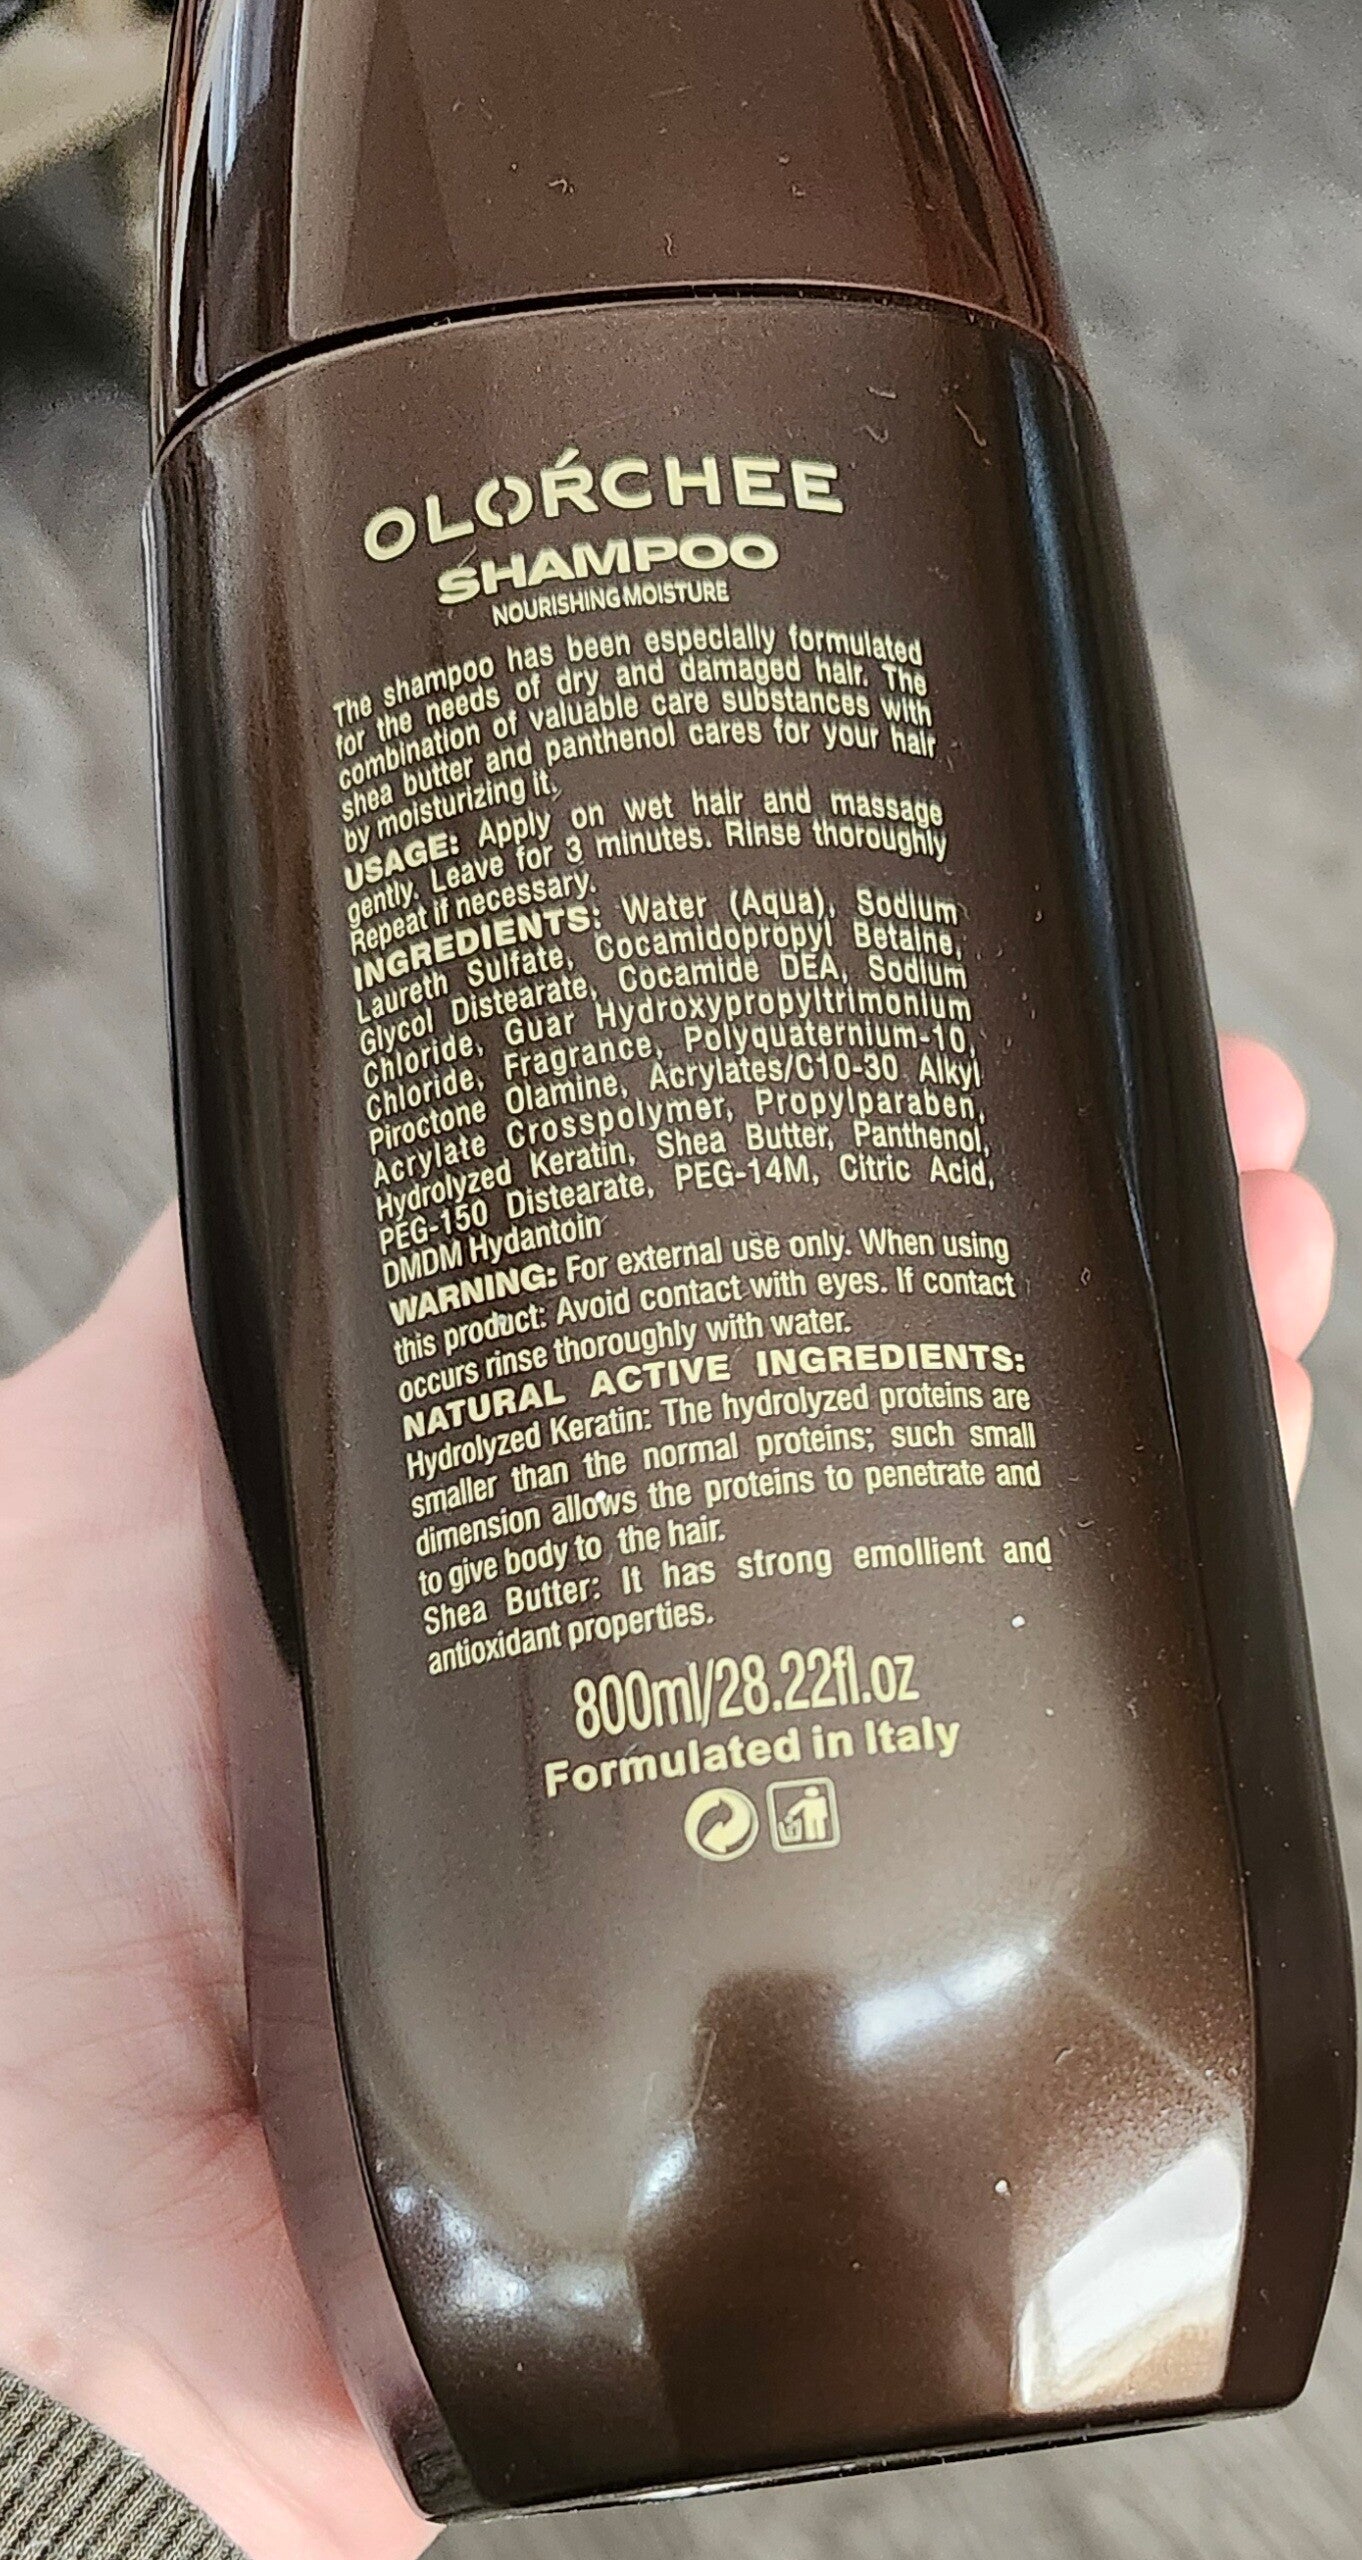 OLOŔCHEE
SHAMPOO
NOURISHING MOISTURE
The shampoo has been especially formulated
for the needs of dry and damaged hair. The
combination of valuable care substances with
shea butter and panthenol cares for your hair
by moisturizing it.
USAGE: Apply on wet hair and massage
gently. Leave for 3 minutes. Rinse thoroughly
Repeat if necessary.
INGREDIENTS: Water (Aqua), Sodium
Laureth Sulfate, Cocamidopropyl Betaine,
Glycol Distearate, Cocamide DEA, Sodium
Chloride, Guar Hydroxypropyltrimonium
Chloride, Fragrance, Polyquaternium-10,
Piroctone Olamine, Acrylates/C10-30 Alkyl
Acrylate Crosspolymer, Propylparaben,
Hydrolyzed Keratin, Shea Butter, Panthenol,
PEG-150 Distearate, PEG-14M, Citric Acid,
DMDM Hydantoin
WARNING: For external use only. When using
this product: Avoid contact with eyes. If contact
occurs rinse thoroughly with water.
NATURAL ACTIVE INGREDIENTS:
Hydrolyzed Keratin: The hydrolyzed proteins are
smaller than the normal proteins; such small
dimension allows the proteins to penetrate and
to give body to the hair.
Shea Butter: It has strong emollient and
antioxidant properties.
800ml/28.22fl.oz
Formulated in Italy